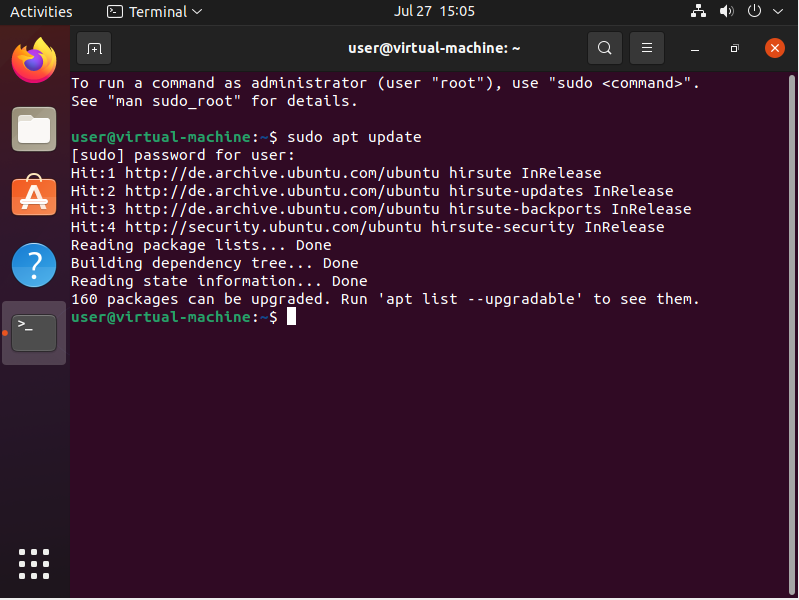 Activities
Terminal
Jul 27 15:05
user@virtual-machine: ~
To run a command as administrator (user "root"), use "sudo <command>".
See "man sudo_root" for details.
user@virtual-machine:~$ sudo apt update
[sudo] password for user:
Hit:1 http://de.archive.ubuntu.com/ubuntu hirsute InRelease
Hit:2 http://de.archive.ubuntu.com/ubuntu hirsute-updates InRelease
Hit:3 http://de.archive.ubuntu.com/ubuntu hirsute-backports InRelease
Hit:4 http://security.ubuntu.com/ubuntu hirsute-security InRelease
Reading package lists... Done
Building dependency tree... Done
Reading state information... Done
160 packages can be upgraded. Run 'apt list --upgradable' to see them.
user@virtual-machine:~$